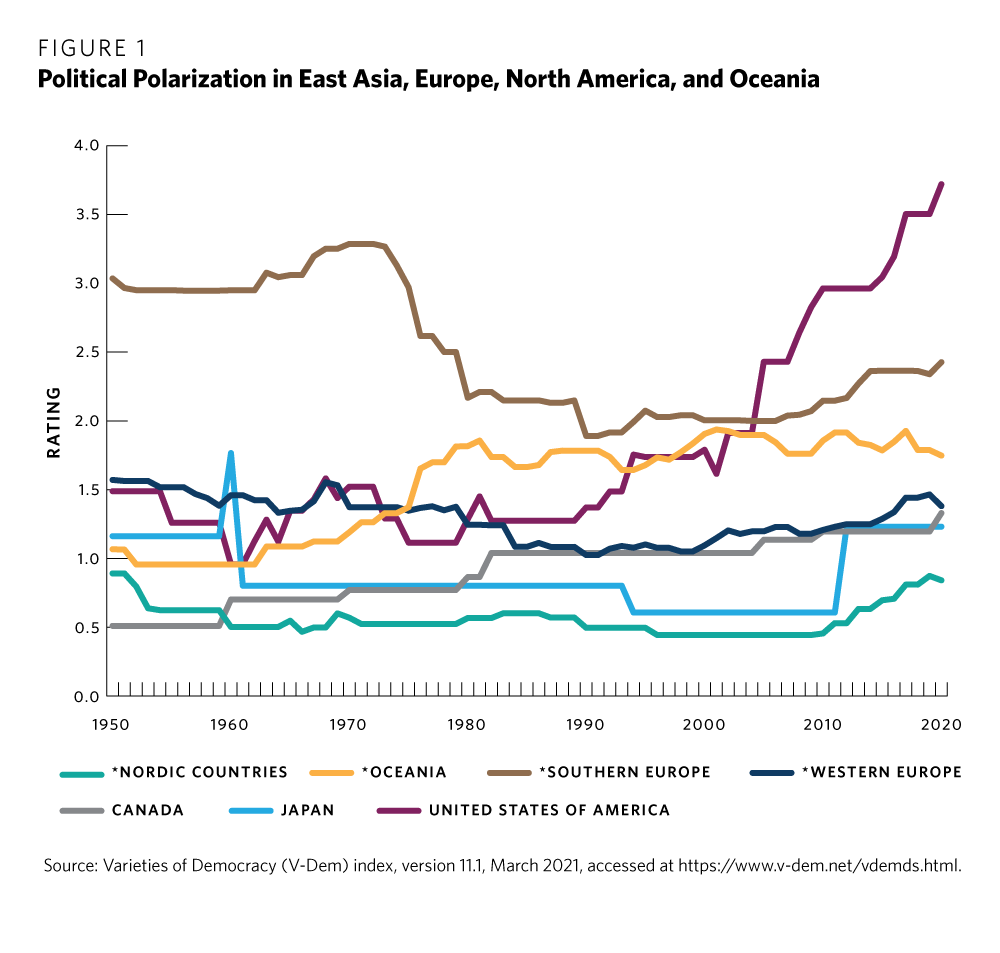 FIGURE 1
Political Polarization in East Asia, Europe, North America, and Oceania
4.0
3.5
3.0
2.5
2.0
1.5
1.0
0.5
0.0
RATING
1950 1960 1970 1980 1990 2000 2010 2020
*NORDIC COUNTRIES *OCEANIA *SOUTHERN EUROPE *WESTERN EUROPE
CANADA JAPAN UNITED STATES OF AMERICA
Source: Varieties of Democracy (V-Dem) index, version 11.1, March 2021, accessed at https://www.v-dem.net/vdemds.html.